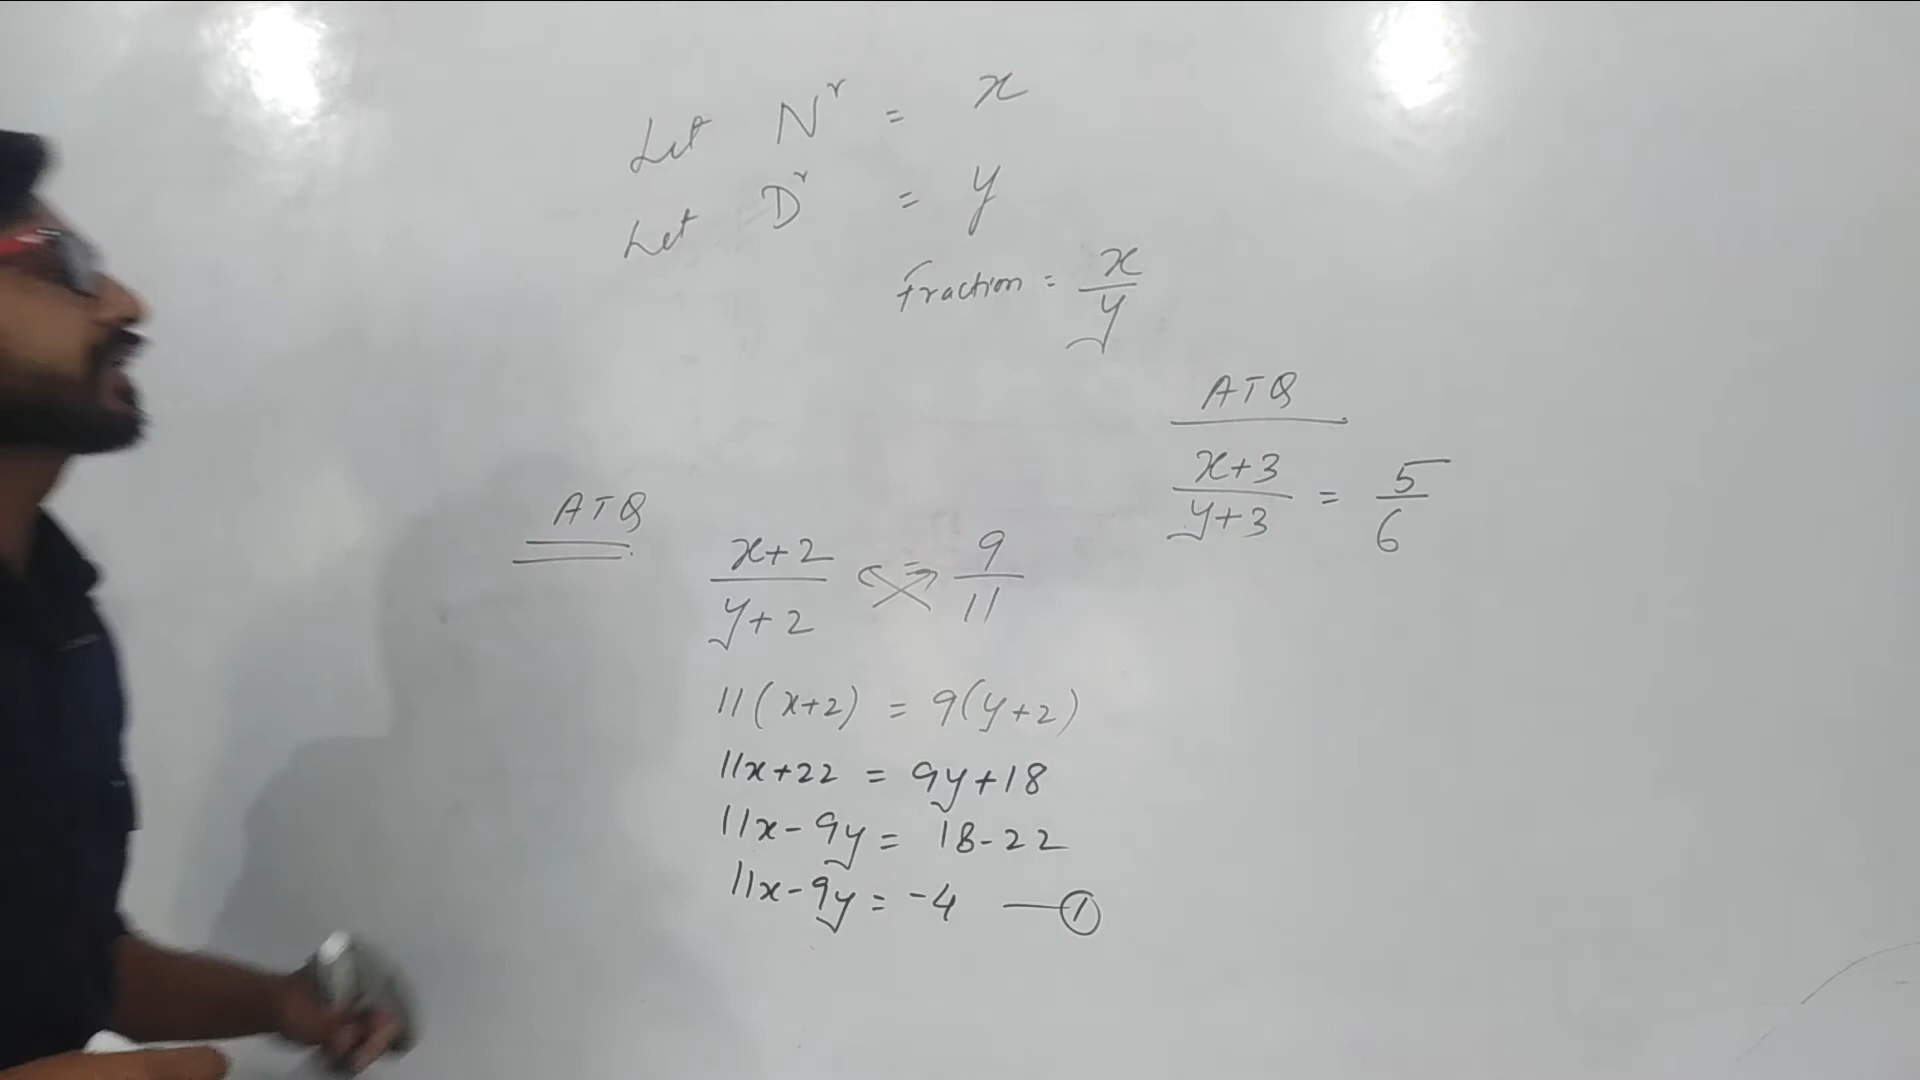 Let Nʳ = x
Let Dʳ = y
Fraction = x/y
ATQ
(x+2)/(y+2) = 9/11
11(x+2) = 9(y+2)
11x+22 = 9y+18
11x-9y = 18-22
11x-9y = -4 —①
ATQ
(x+3)/(y+3) = 5/6